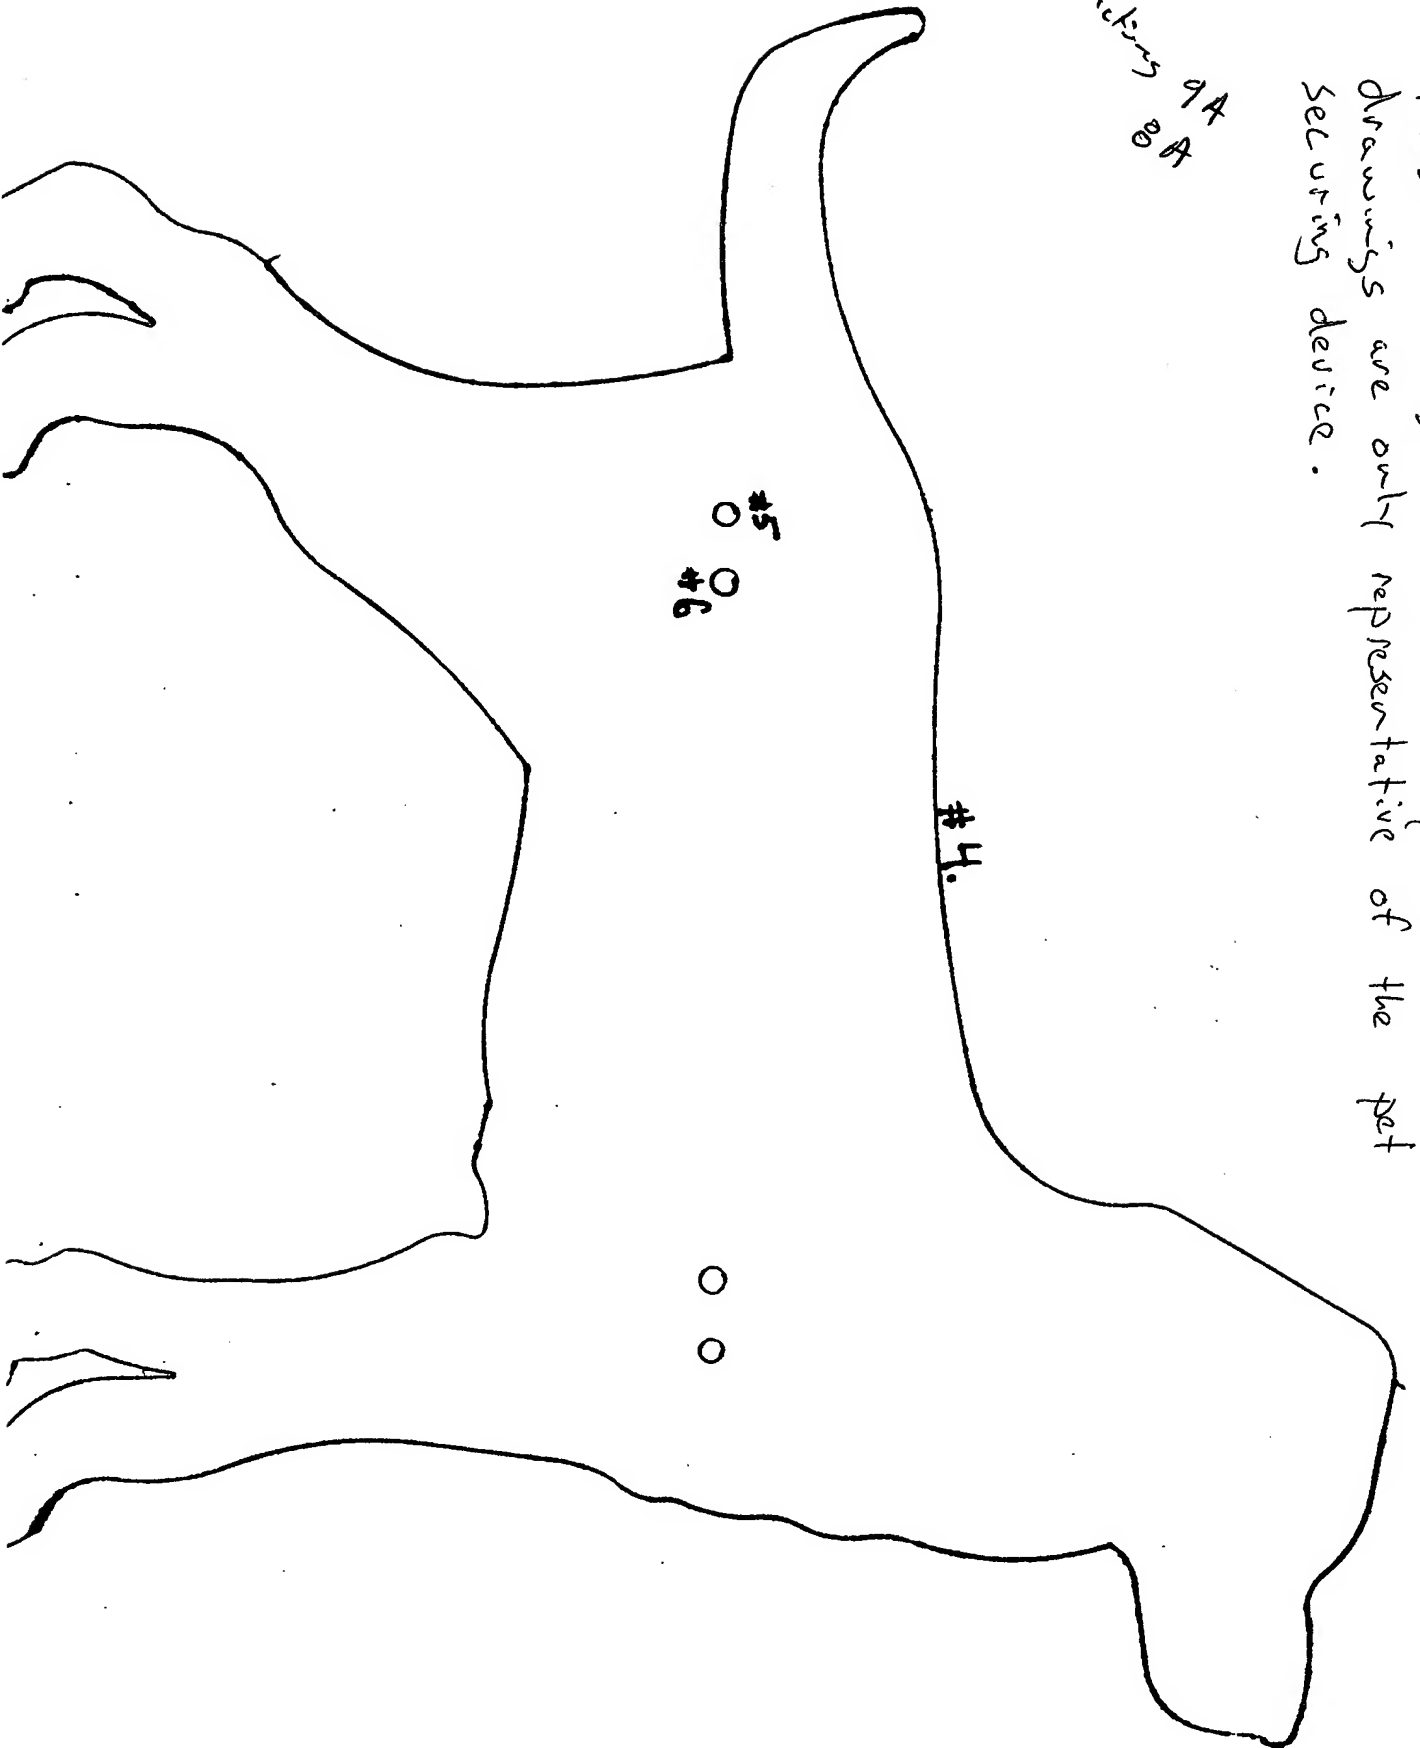 drawings are only representative of the pet
securing device.
9A
8A
#4.
#5
#6